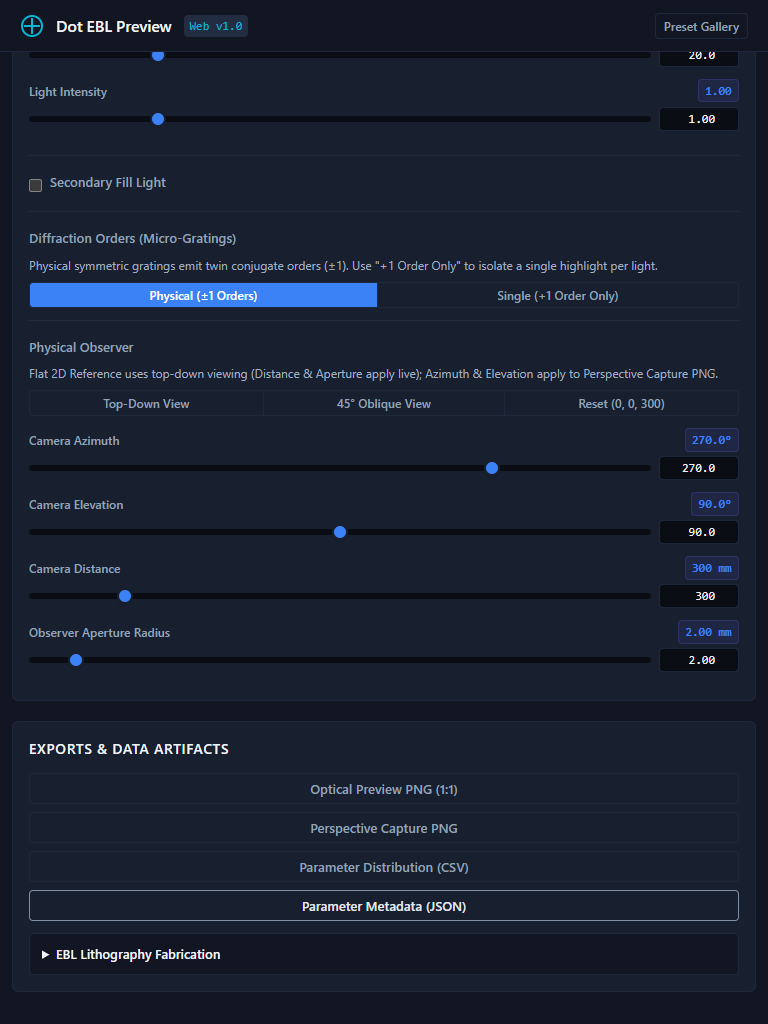 Dot EBL Preview
Web v1.0
Preset Gallery
20.0
Light Intensity
1.00
1.00
Secondary Fill Light
Diffraction Orders (Micro-Gratings)
Physical symmetric gratings emit twin conjugate orders (±1). Use "+1 Order Only" to isolate a single highlight per light.
Physical (±1 Orders)
Single (+1 Order Only)
Physical Observer
Flat 2D Reference uses top-down viewing (Distance & Aperture apply live); Azimuth & Elevation apply to Perspective Capture PNG.
Top-Down View
45° Oblique View
Reset (0, 0, 300)
Camera Azimuth
270.0°
270.0
Camera Elevation
90.0°
90.0
Camera Distance
300 mm
300
Observer Aperture Radius
2.00 mm
2.00
EXPORTS & DATA ARTIFACTS
Optical Preview PNG (1:1)
Perspective Capture PNG
Parameter Distribution (CSV)
Parameter Metadata (JSON)
EBL Lithography Fabrication